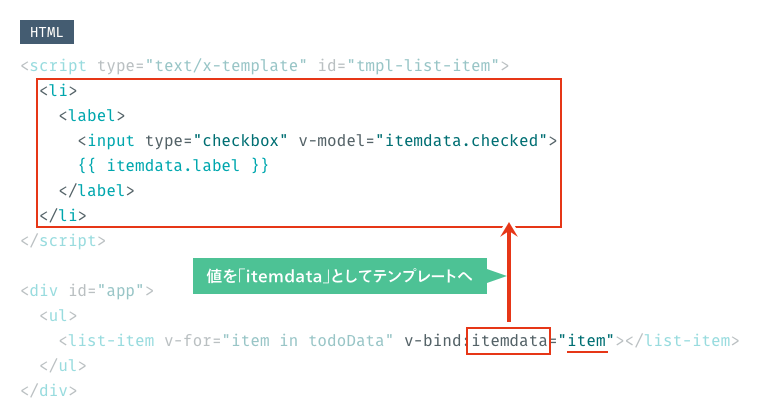 HTML
<script type="text/x-template" id="tmpl-list-item">
<li>
<label>
<input type="checkbox" v-model="itemdata.checked">
{{ itemdata.label }}
</label>
</li>
</script>
値を「itemdata」としてテンプレートへ
<div id="app">
<ul>
<list-item v-for="item in todoData" v-bind:itemdata="item"></list-item>
</ul>
</div>